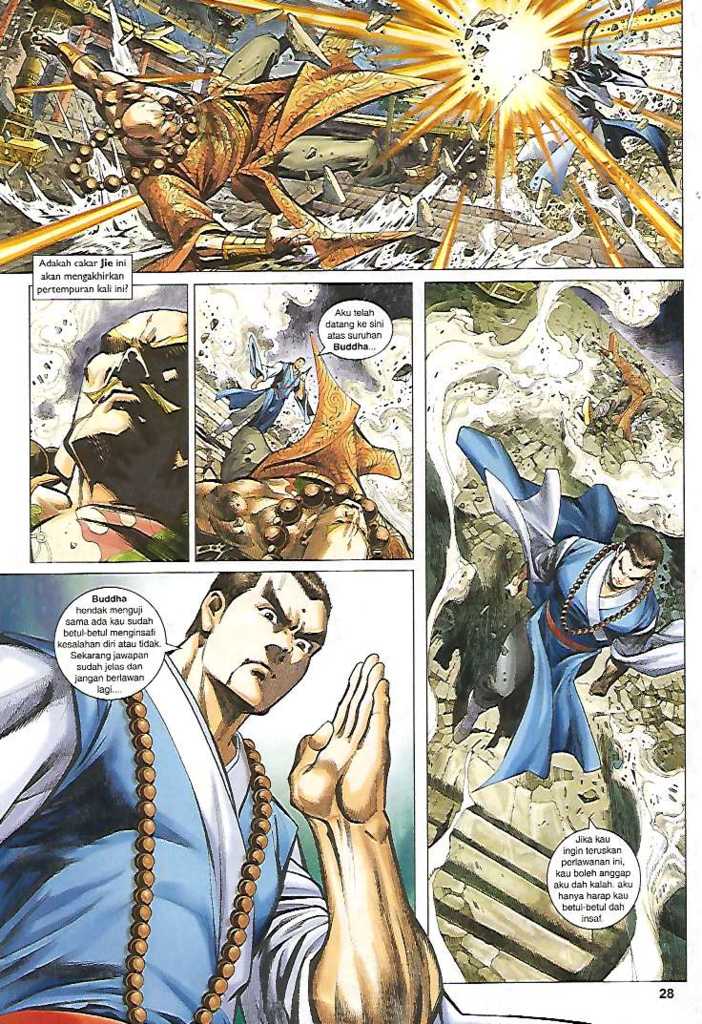 Adakah cakar Jie ini
akan mengakhirkan
pertempuran kali ini?
Aku telah
datang ke sini
atas suruhan
Buddha...
Buddha
hondak menguji
sama ada kau sudah
betul-betul menginsafi
kesalahan diri atau tidak.
Sekarang jawapan
sudah jelas dan
jangan berlawan
lagi....
Jika kau
ingin teruskan
perlawanan ini,
kau boleh anggap
aku dah kalah. aku
hanya harap kau
betul-betul dah
insaf.
28